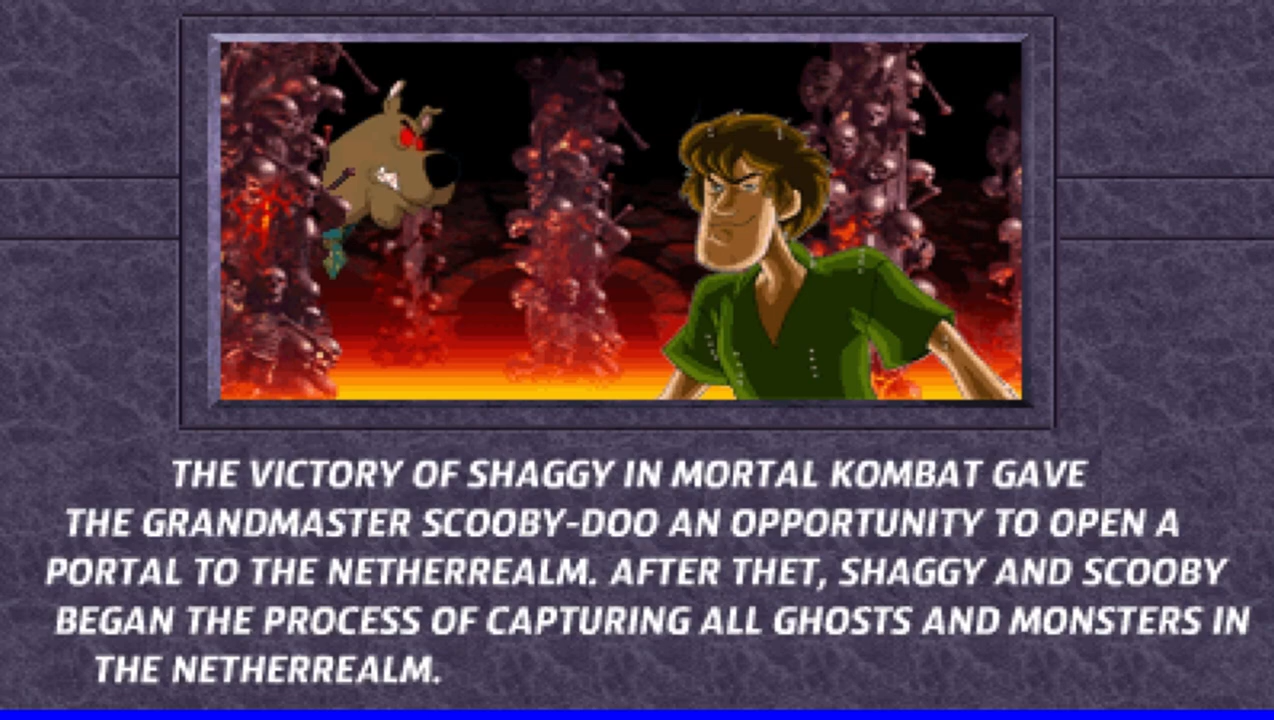 THE VICTORY OF SHAGGY IN MORTAL KOMBAT GAVE
THE GRANDMASTER SCOOBY-DOO AN OPPORTUNITY TO OPEN A
PORTAL TO THE NETHERREALM. AFTER THET, SHAGGY AND SCOOBY
BEGAN THE PROCESS OF CAPTURING ALL GHOSTS AND MONSTERS IN
THE NETHERREALM.